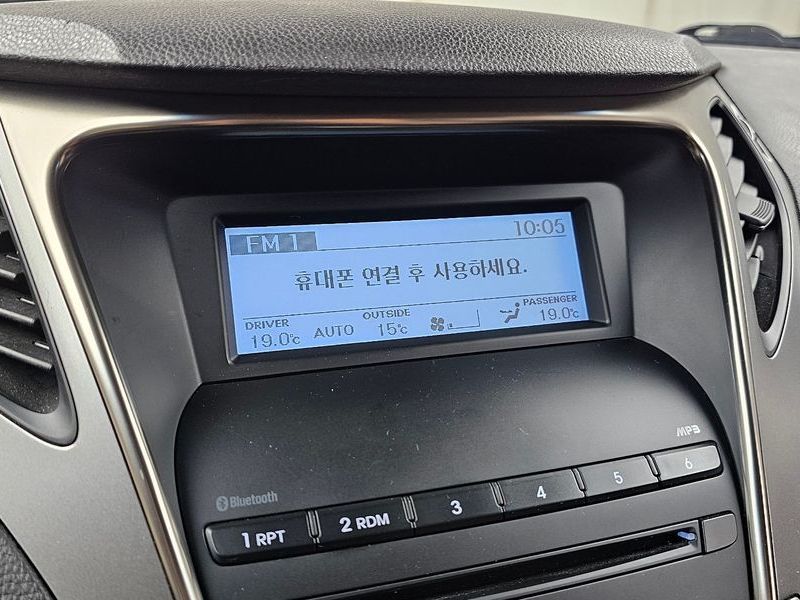 FM 1 10:05
휴대폰 연결 후 사용하세요.
DRIVER OUTSIDE PASSENGER
19.0℃ AUTO 15℃ 19.0℃
MP3
Bluetooth
1 RPT 2 RDM 3 4 5 6